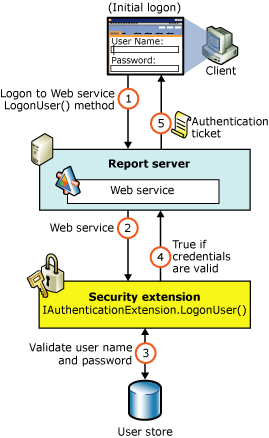 (Initial logon)
User Name:
Password:
Client
Logon to Web service
LogonUser() method
1
5
Authentication
ticket
Report server
Web service
Web service
2
4
True if
credentials
are valid
Security extension
IAuthenticationExtension.LogonUser()
Validate user name
and password
3
User store